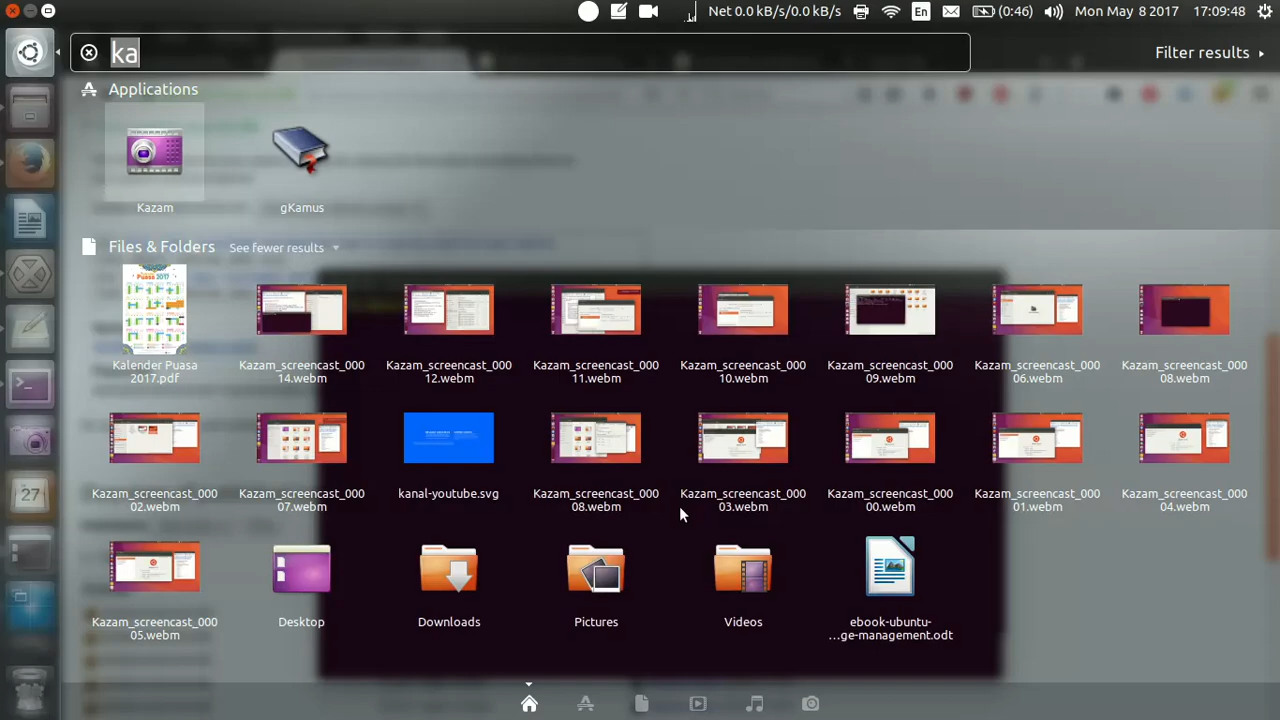 Net 0.0 kB/s/0.0 kB/s
En
(0:46)
Mon May 8 2017
17:09:48
ka
Filter results
Applications
Kazam
gKamus
Files & Folders
See fewer results
Puasa 2017
Kalender Puasa
2017.pdf
Kazam_screencast_000
14.webm
Kazam_screencast_000
12.webm
Kazam_screencast_000
11.webm
Kazam_screencast_000
10.webm
Kazam_screencast_000
09.webm
Kazam_screencast_000
06.webm
Kazam_screencast_000
08.webm
Kazam_screencast_000
02.webm
Kazam_screencast_000
07.webm
kanal-youtube.svg
Kazam_screencast_000
08.webm
Kazam_screencast_000
03.webm
Kazam_screencast_000
00.webm
Kazam_screencast_000
01.webm
Kazam_screencast_000
04.webm
Kazam_screencast_000
05.webm
Desktop
Downloads
Pictures
Videos
ebook-ubuntu-
...ge-management.odt
27